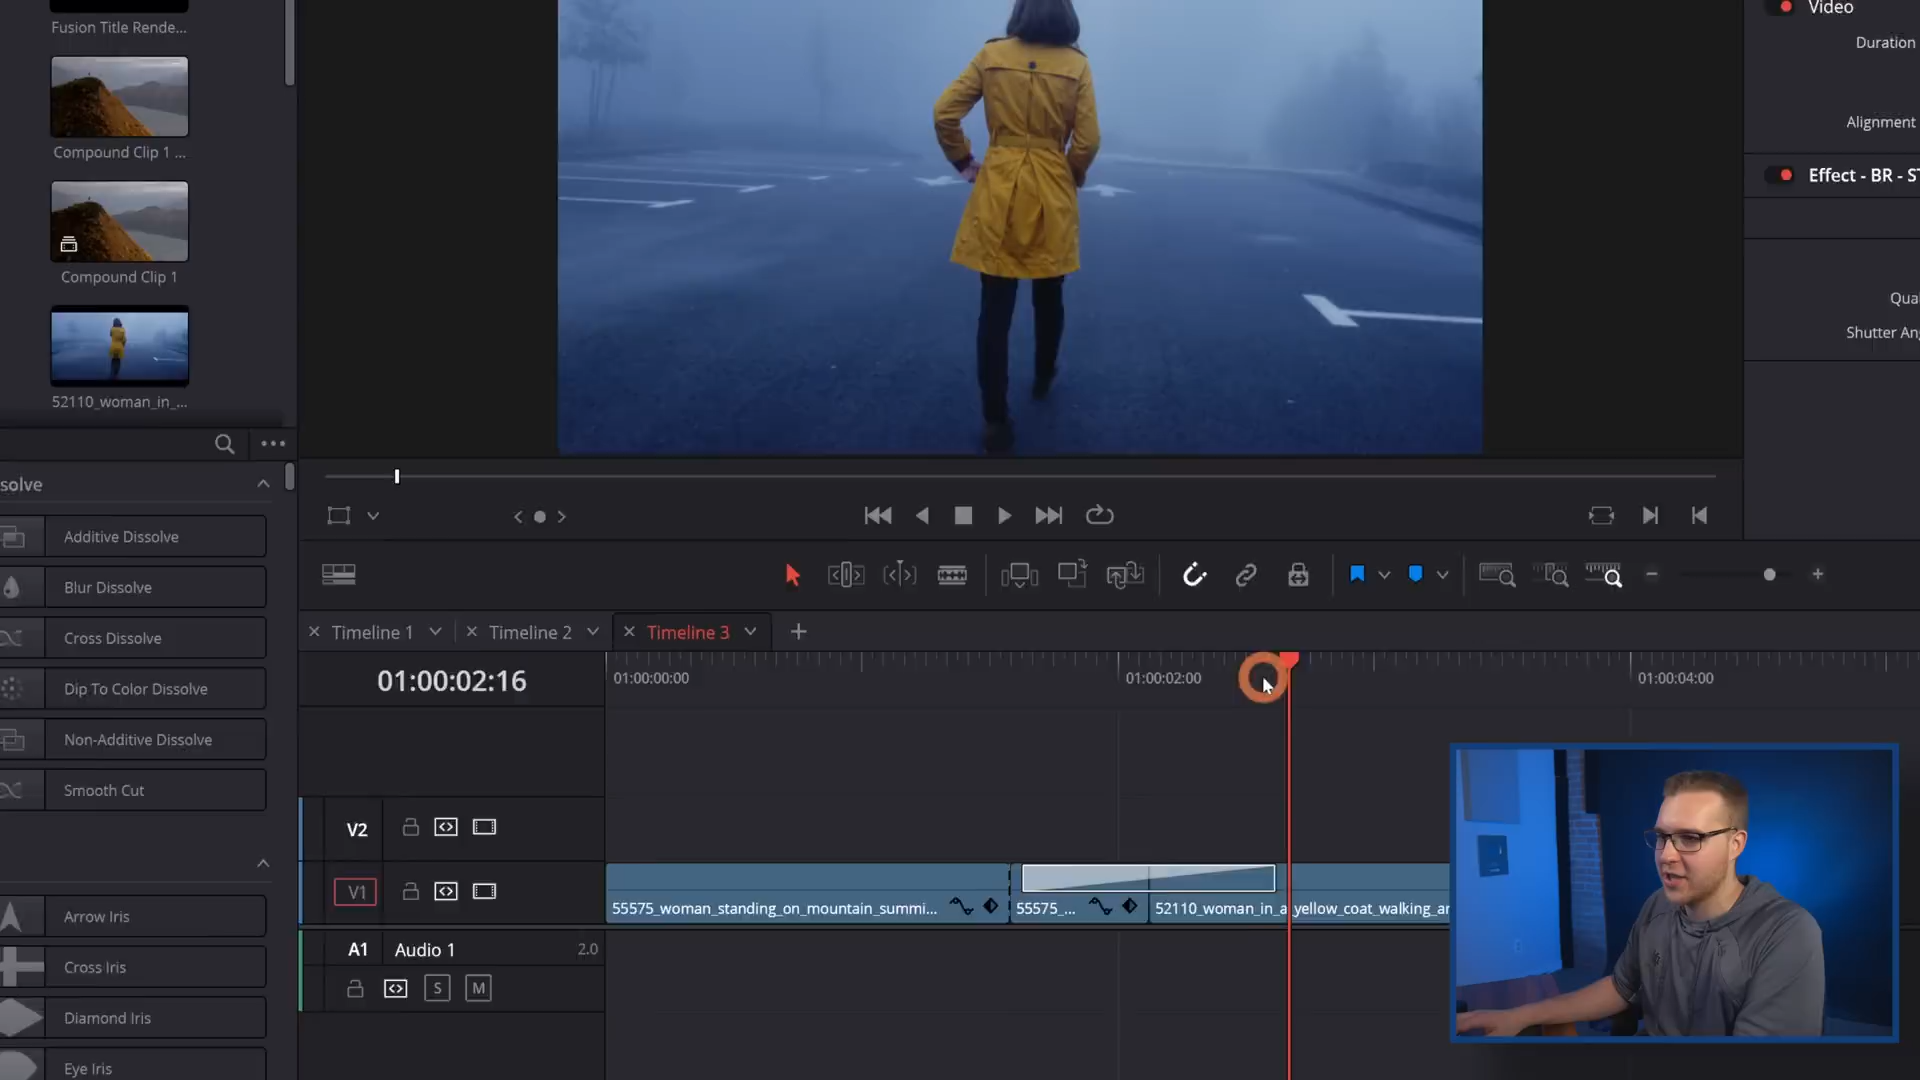 Fusion Title Rende...
Compound Clip 1 ...
Compound Clip 1
52110_woman_in_...
solve
Additive Dissolve
Blur Dissolve
Cross Dissolve
Dip To Color Dissolve
Non-Additive Dissolve
Smooth Cut
Arrow Iris
Cross Iris
Diamond Iris
Eye Iris
Video
Duration
Alignment
Effect - BR - ST
Qual
Shutter Ang
Timeline 1
Timeline 2
Timeline 3
01:00:02:16
01:00:00:00
01:00:02:00
01:00:04:00
V2
V1
55575_woman_standing_on_mountain_summi...
55575_...
52110_woman_in_a_yellow_coat_walking_ar
A1
Audio 1
2.0
S
M